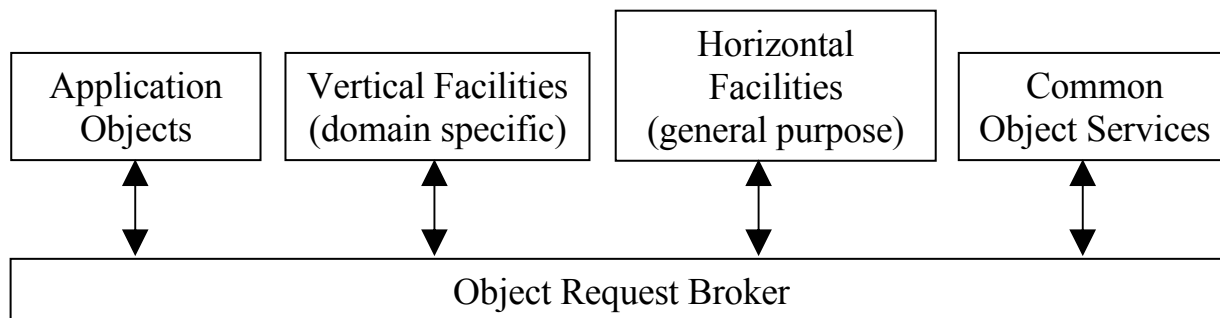 Application
Objects
Vertical Facilities
(domain specific)
Horizontal
Facilities
(general purpose)
Common
Object Services
Object Request Broker